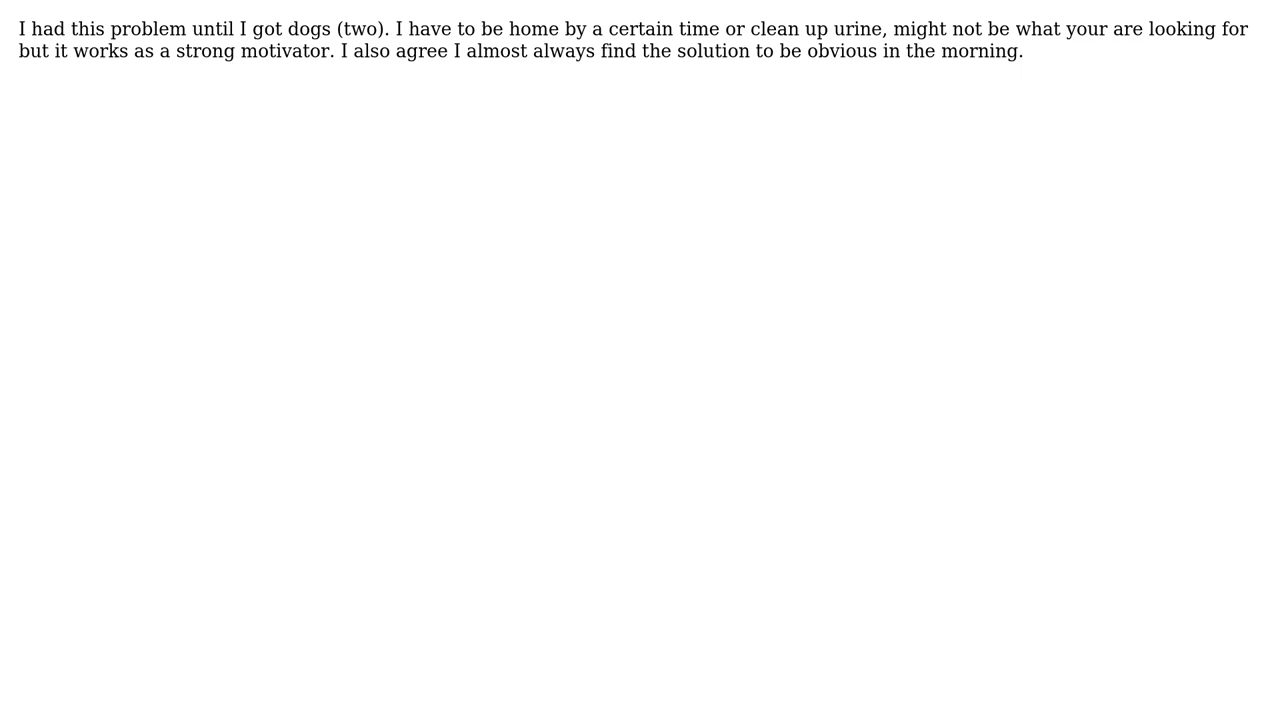 I had this problem until I got dogs (two). I have to be home by a certain time or clean up urine, might not be what your are looking for
but it works as a strong motivator. I also agree I almost always find the solution to be obvious in the morning.